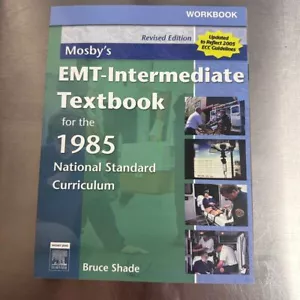 WORKBOOK
Revised Edition
Mosby's
Updated
to Reflect 2005
ECC Guidelines
EMT-Intermediate
Textbook
for the
1985
National Standard
Curriculum
ELSEVIER
Bruce Shade